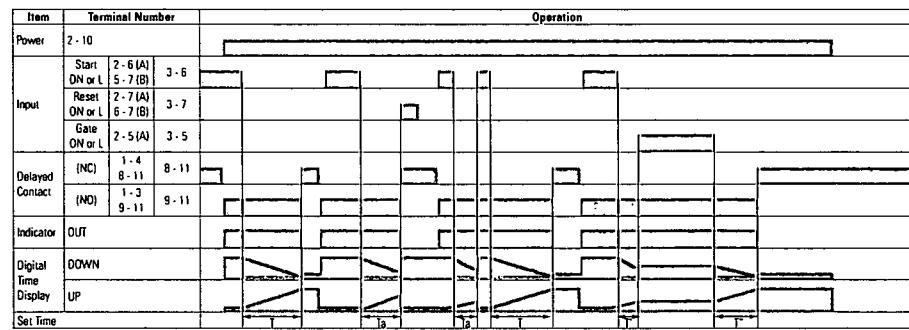 Item Terminal Number Operation
Power 2 - 10
Input
Start ON or L 2 - 6 (A) 5 - 7 (B) 3 - 6
Reset ON or L 2 - 7 (A) 6 - 7 (B) 3 - 7
Gate ON or L 2 - 5 (A) 3 - 5
Delayed Contact
(NC) 1 - 4 8 - 11 8 - 11
(NO) 1 - 3 9 - 11 9 - 11
Indicator OUT
Digital Time Display
DOWN
UP
Set Time T Ta Ta T T' T"